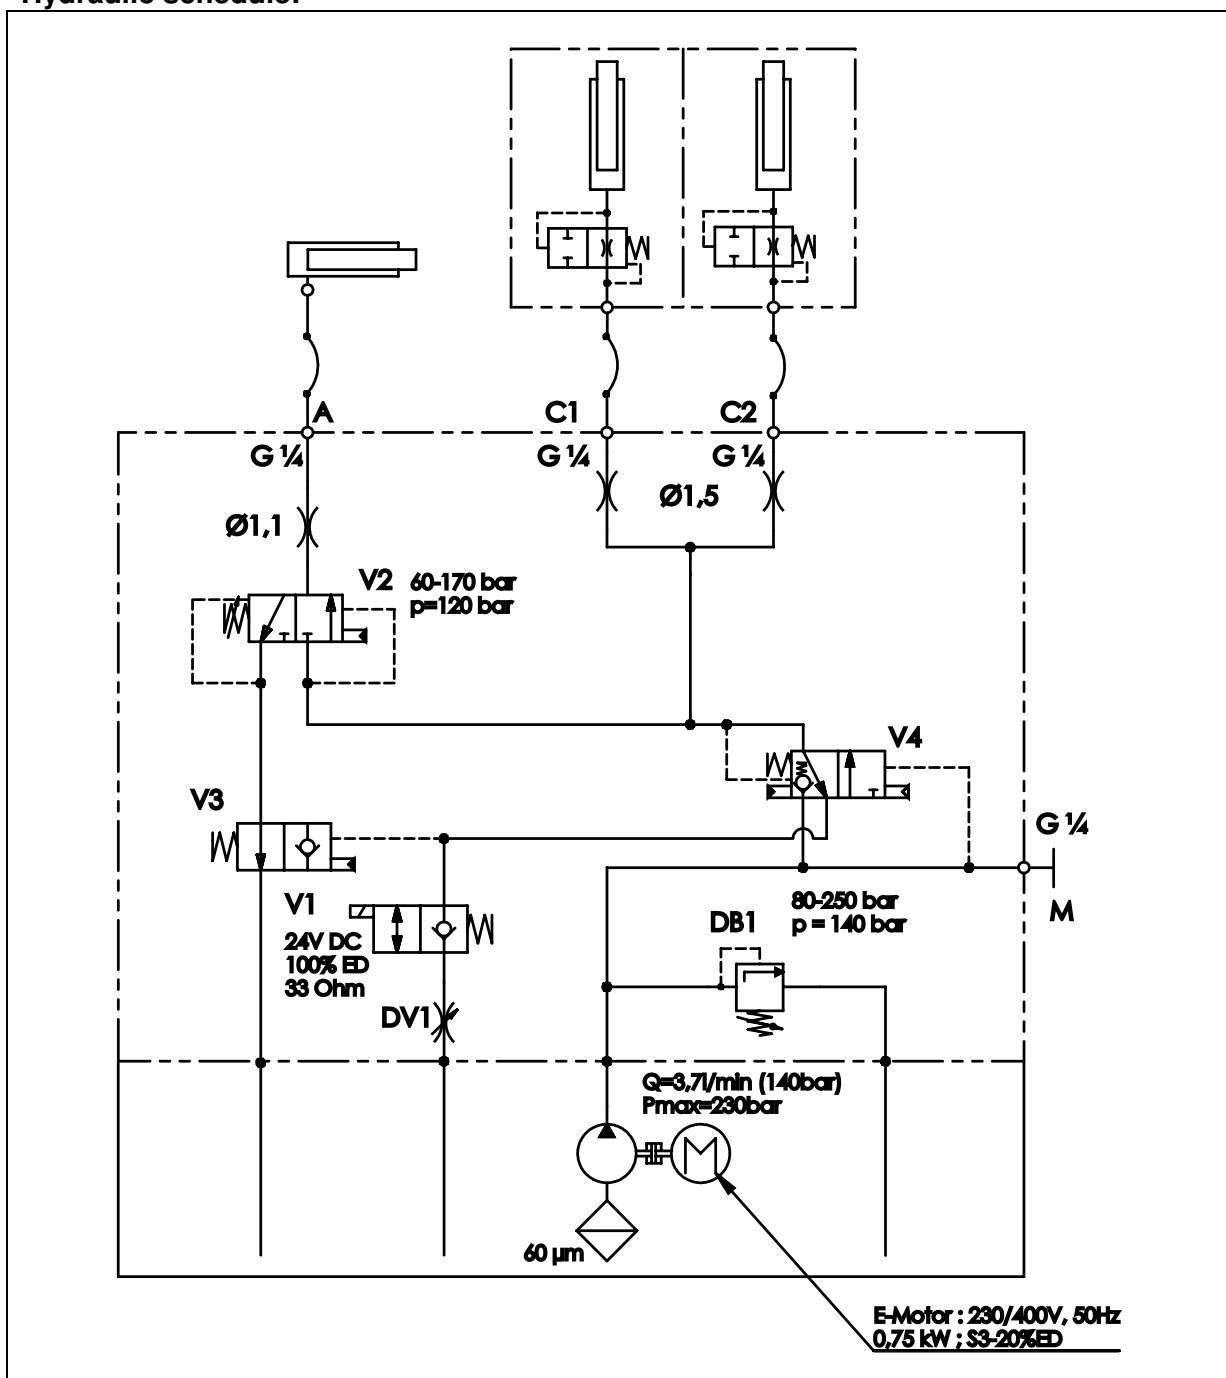 Hydraulic schedule:
A
C1
C2
G ¼
G ¼
G ¼
Ø1,1
Ø1,5
V2
60-170 bar
p=120 bar
V4
V3
G ¼
M
V1
24V DC
100% ED
33 Ohm
80-250 bar
p = 140 bar
DB1
DV1
Q=3,7l/min (140bar)
Pmax=230bar
M
60 µm
E-Motor : 230/400V, 50Hz
0,75 kW ; S3-20%ED